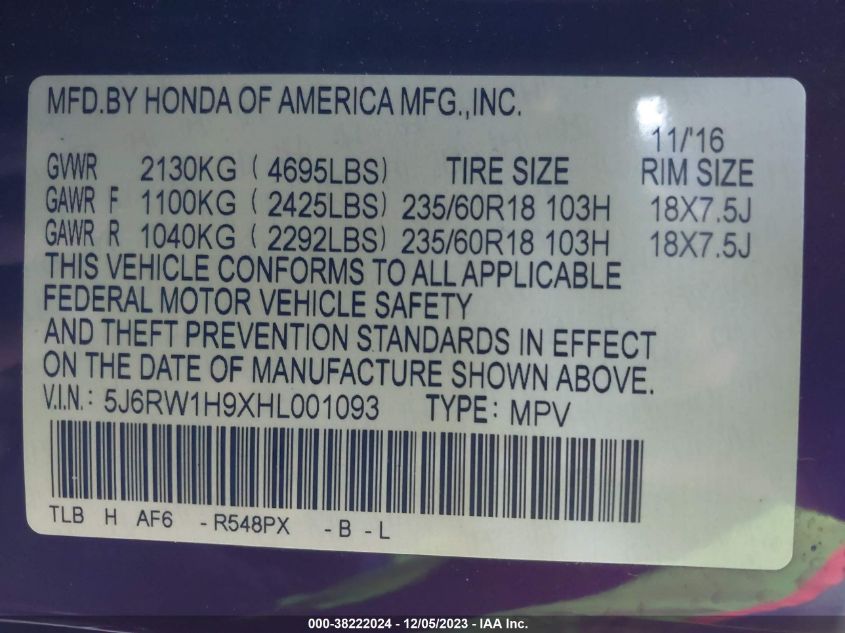 MFD.BY HONDA OF AMERICA MFG.,INC.
11/'16
GVWR 2130KG ( 4695LBS) TIRE SIZE RIM SIZE
GAWR F 1100KG ( 2425LBS) 235/60R18 103H 18X7.5J
GAWR R 1040KG ( 2292LBS) 235/60R18 103H 18X7.5J
THIS VEHICLE CONFORMS TO ALL APPLICABLE
FEDERAL MOTOR VEHICLE SAFETY
AND THEFT PREVENTION STANDARDS IN EFFECT
ON THE DATE OF MANUFACTURE SHOWN ABOVE.
V.I.N.: 5J6RW1H9XHL001093 TYPE: MPV
TLB H AF6 - R548PX - B - L
000-38222024 - 12/05/2023 - IAA Inc.